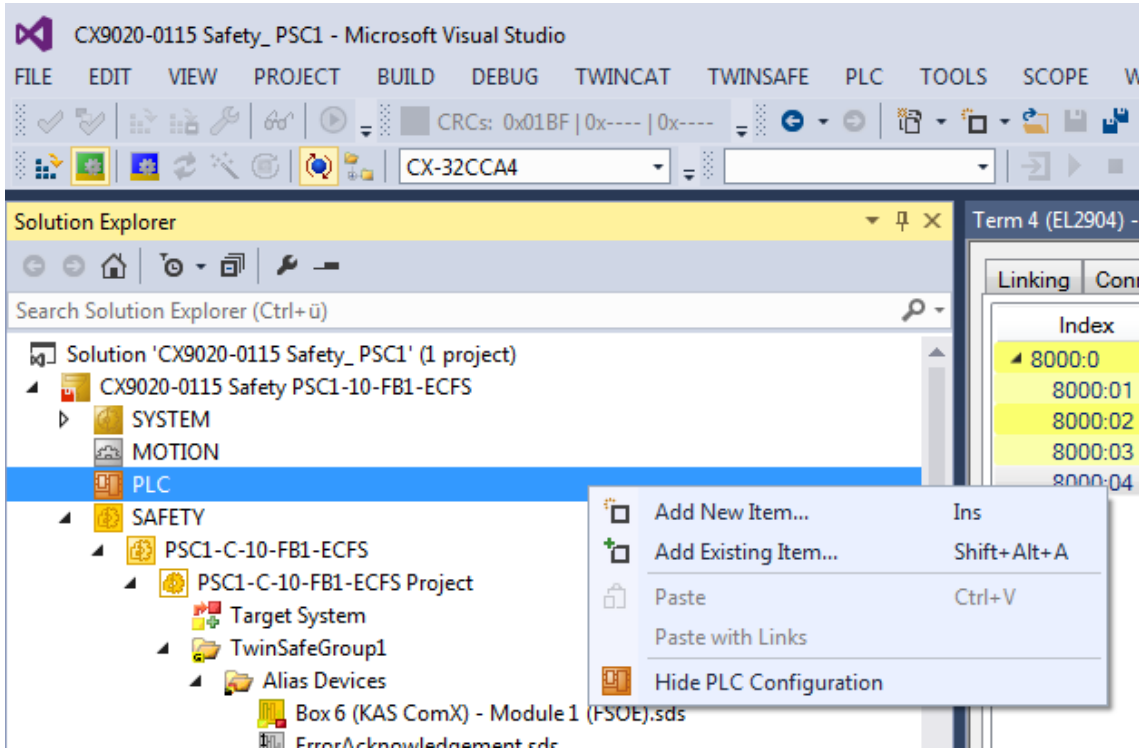 CX9020-0115 Safety_ PSC1 - Microsoft Visual Studio
FILE EDIT VIEW PROJECT BUILD DEBUG TWINCAT TWINSAFE PLC TOOLS SCOPE
CRCs: 0x01BF | 0x---- | 0x----
CX-32CCA4
Solution Explorer
Term 4 (EL2904) -
Linking
Search Solution Explorer (Ctrl+ü)
Index
Solution 'CX9020-0115 Safety_ PSC1' (1 project)
8000:0
CX9020-0115 Safety PSC1-10-FB1-ECFS
8000:01
SYSTEM
8000:02
MOTION
8000:03
PLC
8000:04
Add New Item... Ins
SAFETY
Add Existing Item... Shift+Alt+A
PSC1-C-10-FB1-ECFS
PSC1-C-10-FB1-ECFS Project
Paste Ctrl+V
Target System
Paste with Links
TwinSafeGroup1
Alias Devices
Hide PLC Configuration
Box 6 (KAS ComX) - Module 1 (FSOE).sds
ErrorAcknowledgement.sds